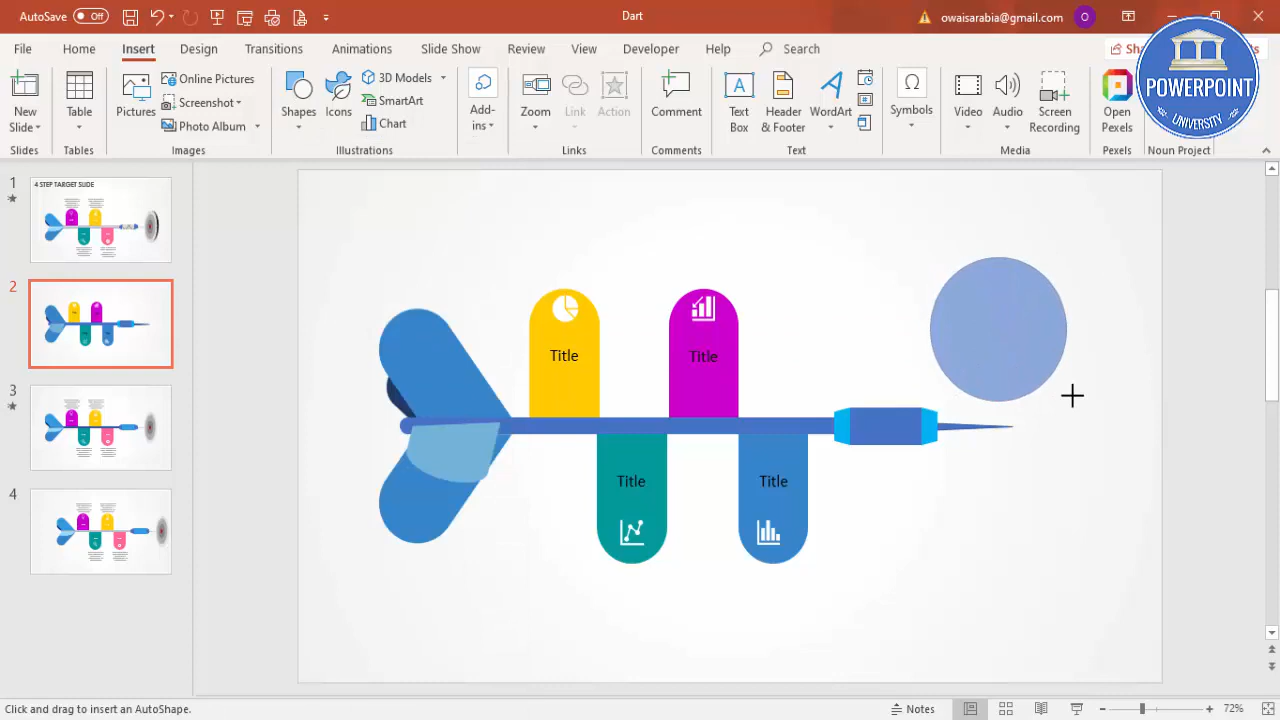 AutoSave Off
Dart
owaisarabia@gmail.com O
File Home Insert Design Transitions Animations Slide Show Review View Developer Help Search
POWERPOINT
UNIVERSITY
New Slide
Slides
Table
Tables
Pictures
Online Pictures
Screenshot
Photo Album
Images
Shapes
Icons
3D Models
SmartArt
Chart
Illustrations
Add-ins
Zoom
Link
Action
Links
Comment
Comments
Text Box
Header & Footer
WordArt
Text
Symbols
Video
Audio
Screen Recording
Media
Open Pexels
Pexels
Noun Project
1
4 STEP TARGET SLIDE
2
3
4
Title
Title
Title
Title
Click and drag to insert an AutoShape.
Notes
72%